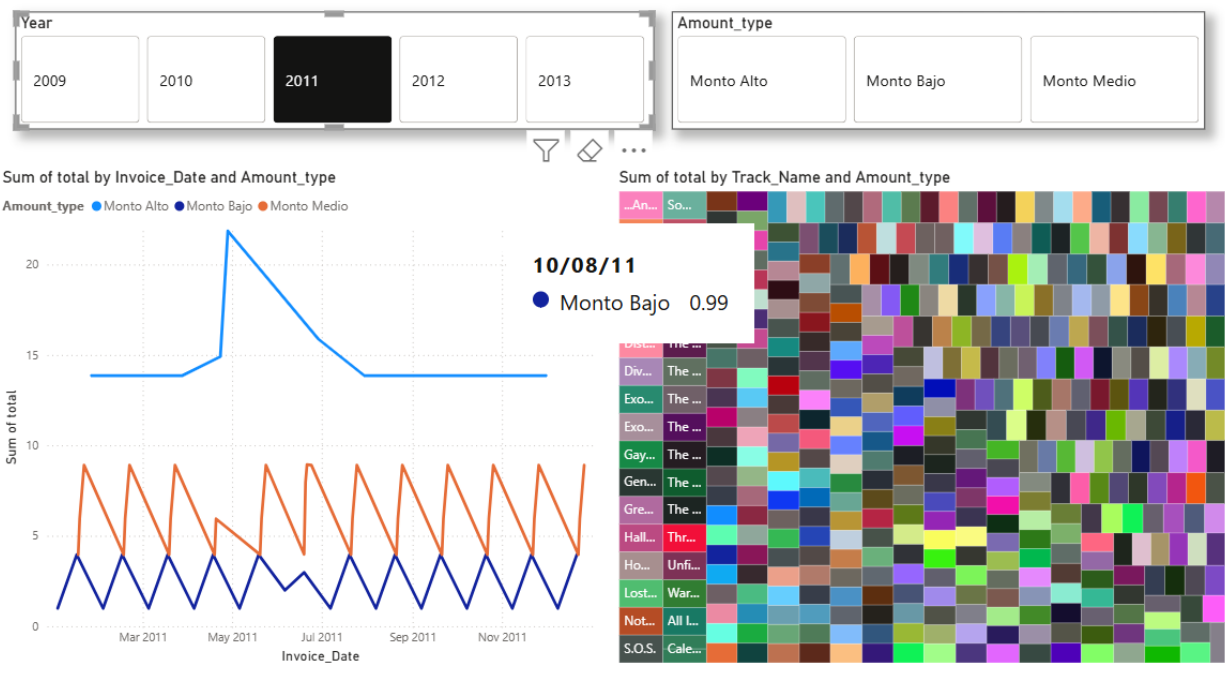 Year
2009
2010
2011
2012
2013
Amount_type
Monto Alto
Monto Bajo
Monto Medio
Sum of total by Invoice_Date and Amount_type
Amount_type Monto Alto Monto Bajo Monto Medio
20
15
10
5
0
Sum of total
Mar 2011
May 2011
Jul 2011
Sep 2011
Nov 2011
Invoice_Date
10/08/11
Monto Bajo 0.99
Sum of total by Track_Name and Amount_type
...An... So...
Div... The ...
Exo... The ...
Exo... The ...
Gay... The ...
Gen... The ...
Gre... The ...
Hall... Thr...
Ho... Unfi...
Lost... War...
Not... All I...
S.O.S. Cale...